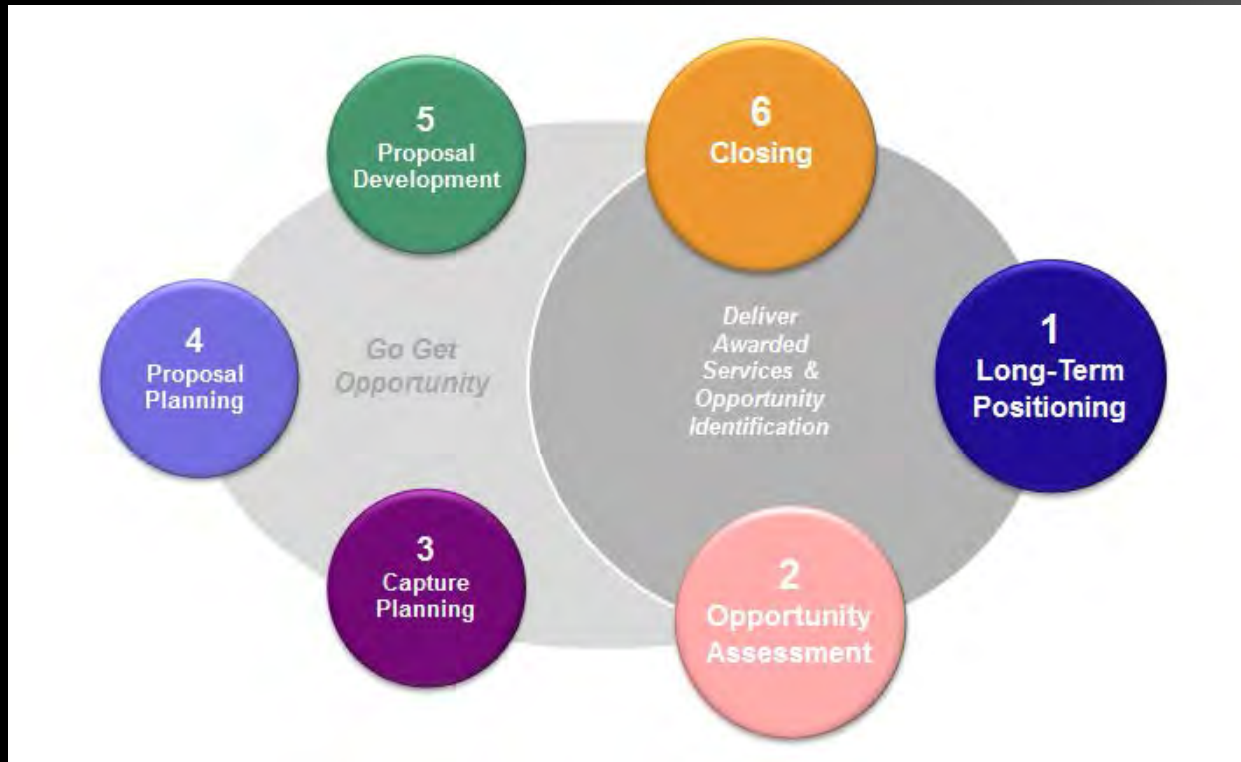 5
Proposal
Development
6
Closing
4
Proposal
Planning
Go Get
Opportunity
Deliver
Awarded
Services &
Opportunity
Identification
1
Long-Term
Positioning
3
Capture
Planning
2
Opportunity
Assessment